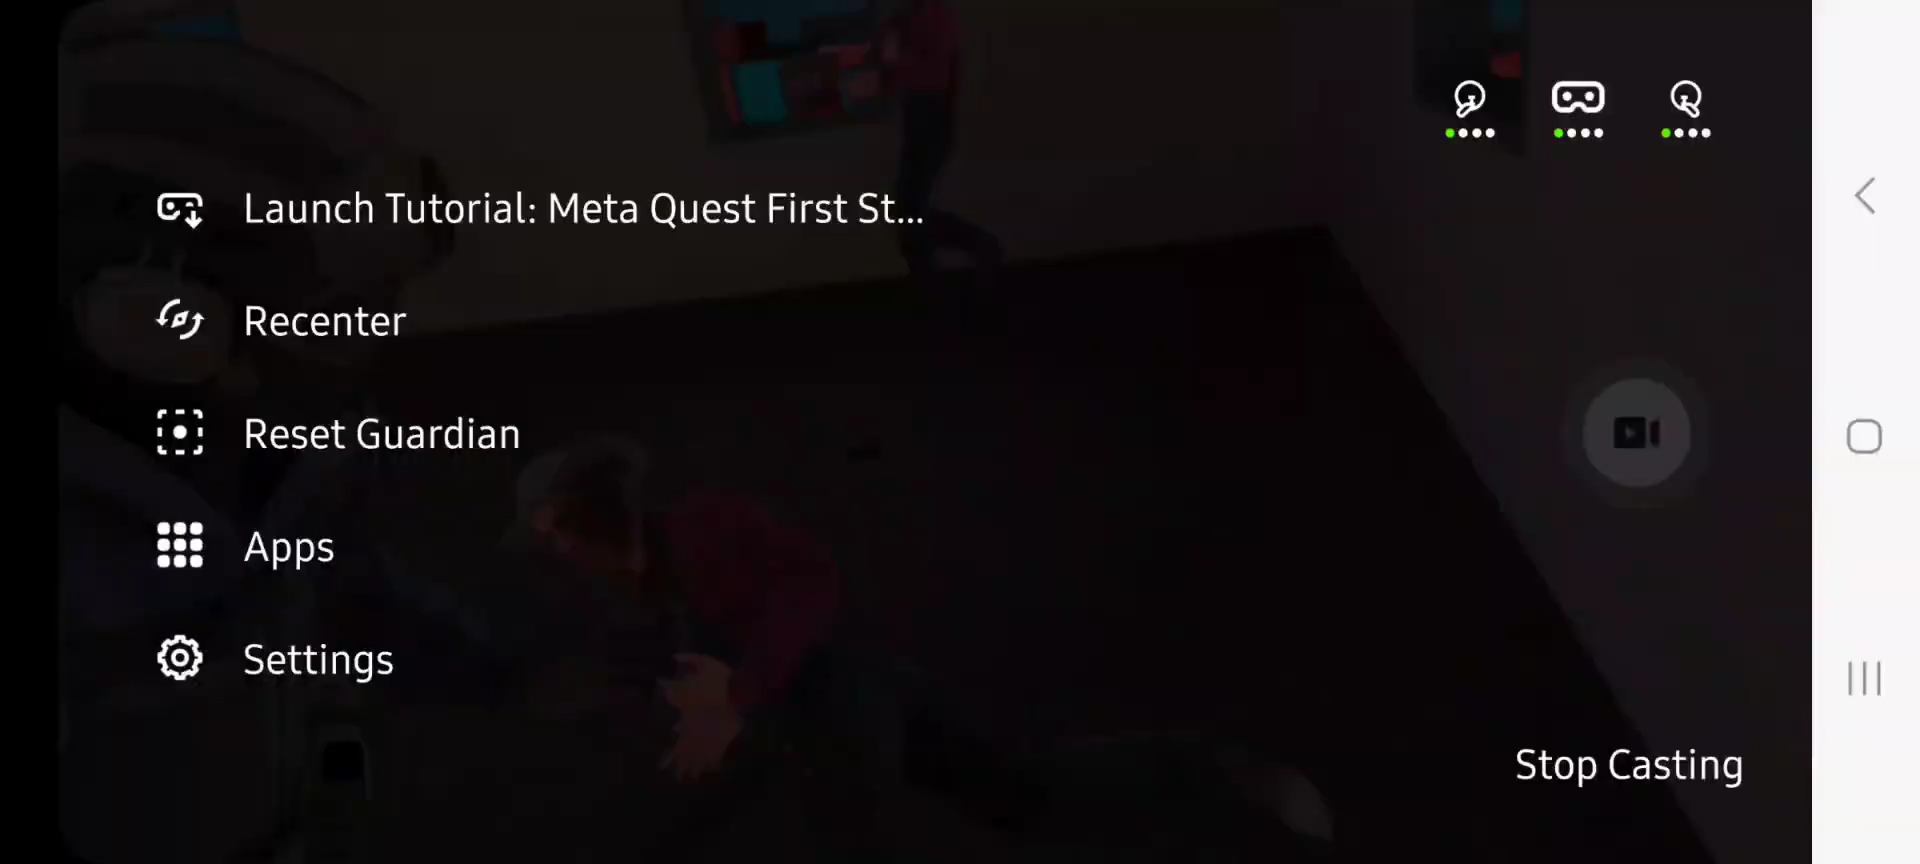 Launch Tutorial: Meta Quest First St...
Recenter
Reset Guardian
Apps
Settings
Stop Casting